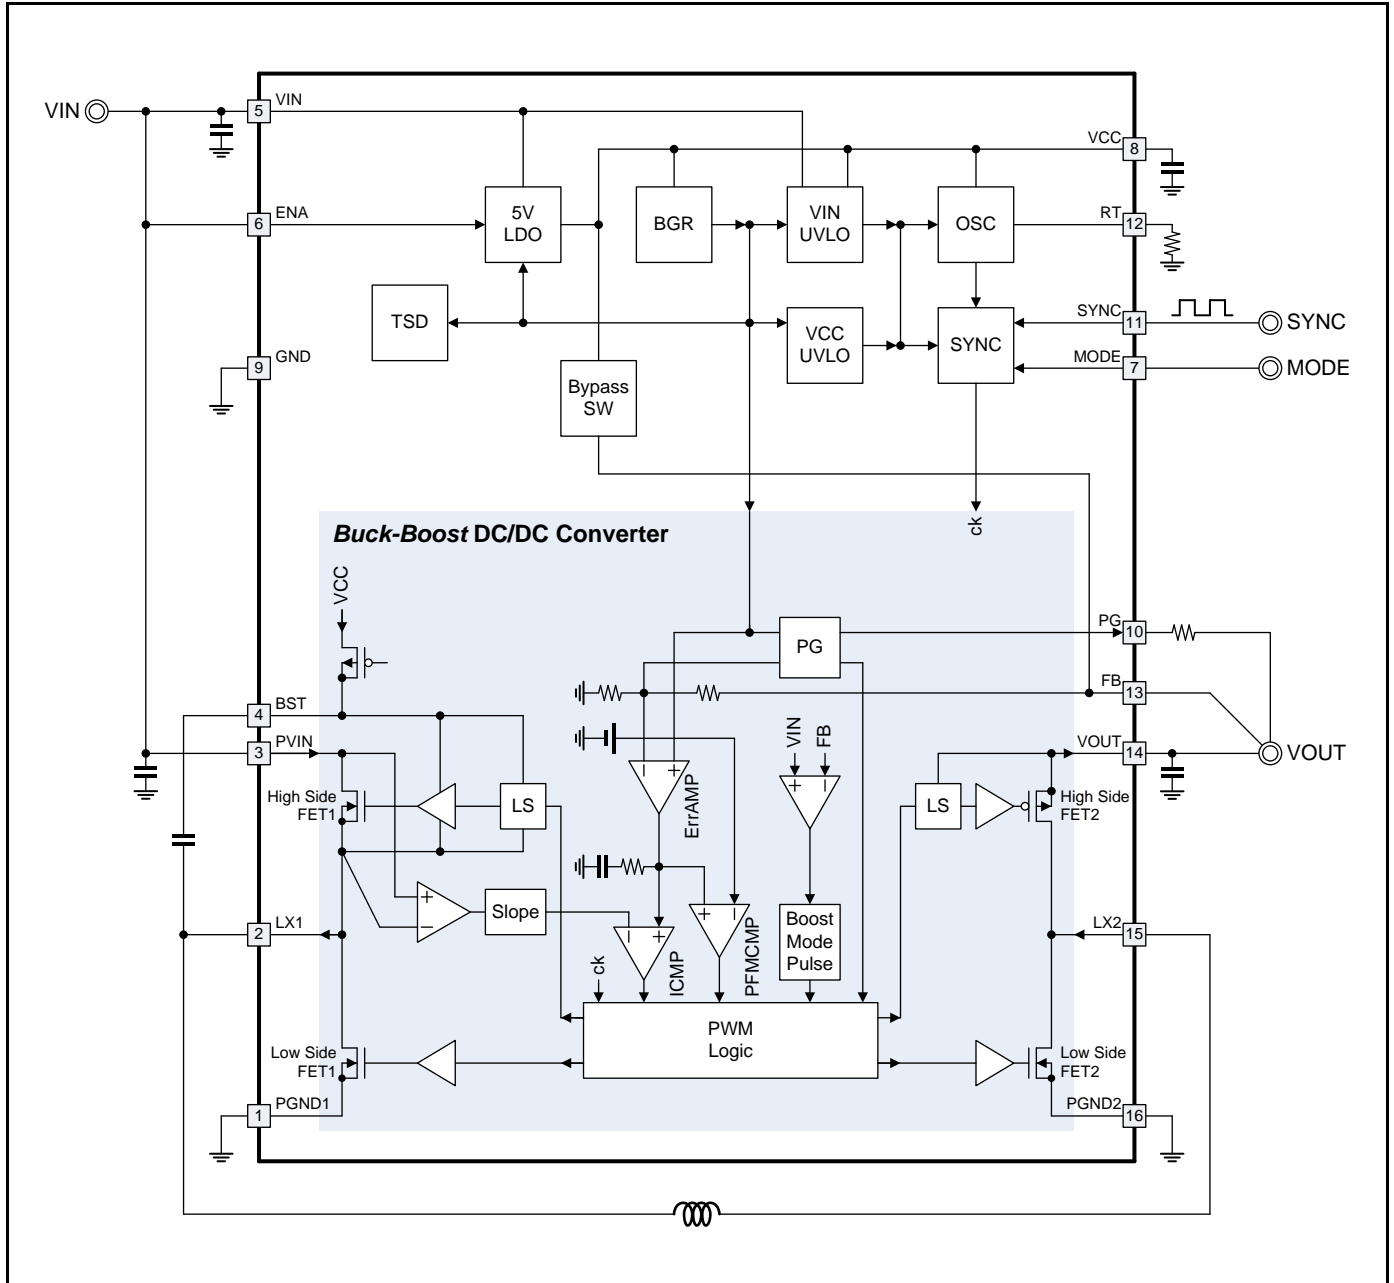 VIN
5
VIN
VCC
8
6
ENA
5V
LDO
BGR
VIN
UVLO
OSC
RT
12
TSD
VCC
UVLO
SYNC
SYNC
11
SYNC
MODE
7
MODE
GND
9
Bypass
SW
ck
Buck-Boost DC/DC Converter
VCC
PG
PG
10
FB
13
BST
4
PVIN
3
VIN
FB
VOUT
14
VOUT
High Side
FET1
LS
ErrAMP
LS
High Side
FET2
Slope
Boost
Mode
Pulse
LX1
2
LX2
15
ck
ICMP
PFMCMP
PWM
Logic
Low Side
FET1
Low Side
FET2
PGND1
1
PGND2
16